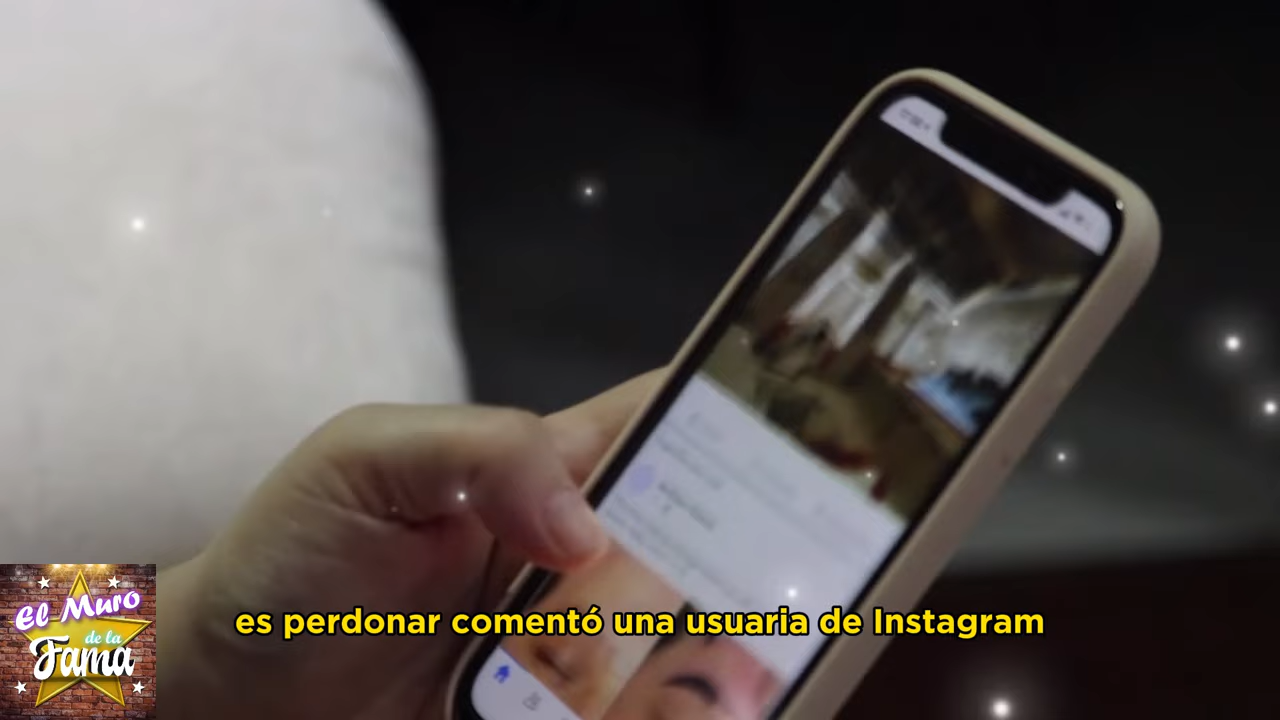 El Muro
de la
Fama
es perdonar comentó una usuaria de Instagram